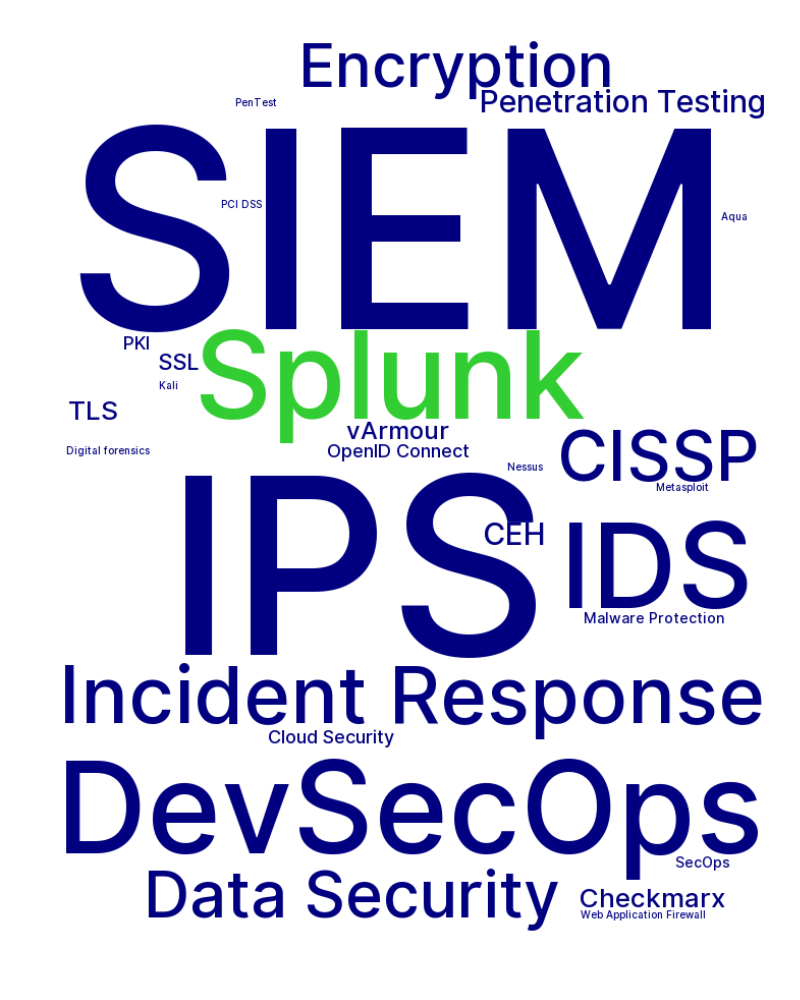 Encryption
Penetration Testing
PenTest
SIEM
PCI DSS
Aqua
Splunk
PKI
SSL
Kali
TLS
vArmour
OpenID Connect
Digital forensics
CISSP
Nessus
Metasploit
IPS
CEH
IDS
Malware Protection
Incident Response
Cloud Security
DevSecOps
SecOps
Data Security
Checkmarx
Web Application Firewall